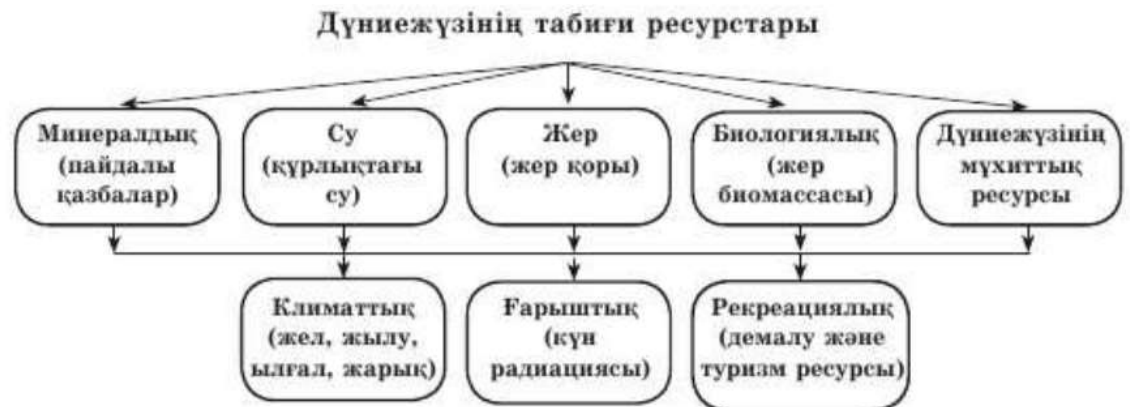 Дүниежүзінің табиғи ресурстары
Минералдық
(пайдалы
қазбалар)
Су
(құрлықтағы
су)
Жер
(жер қоры)
Биологиялық
(жер
биомассасы)
Дүниежүзінің
мұхиттық
ресурсы
Климаттық
(жел, жылу,
ылғал, жарық)
Ғарыштық
(күн
радиациясы)
Рекреациялық
(демалу және
туризм ресурсы)